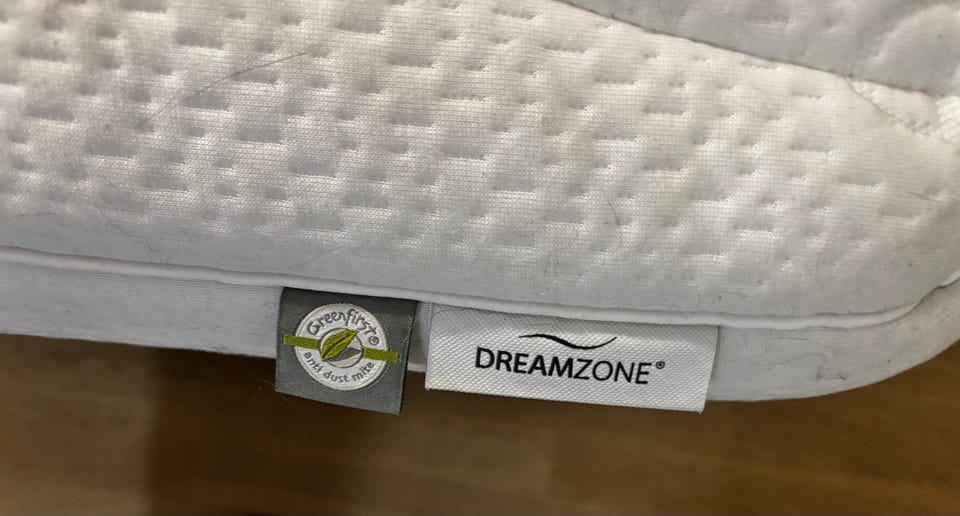 Greenfirst®
anti dust mite
DREAMZONE®